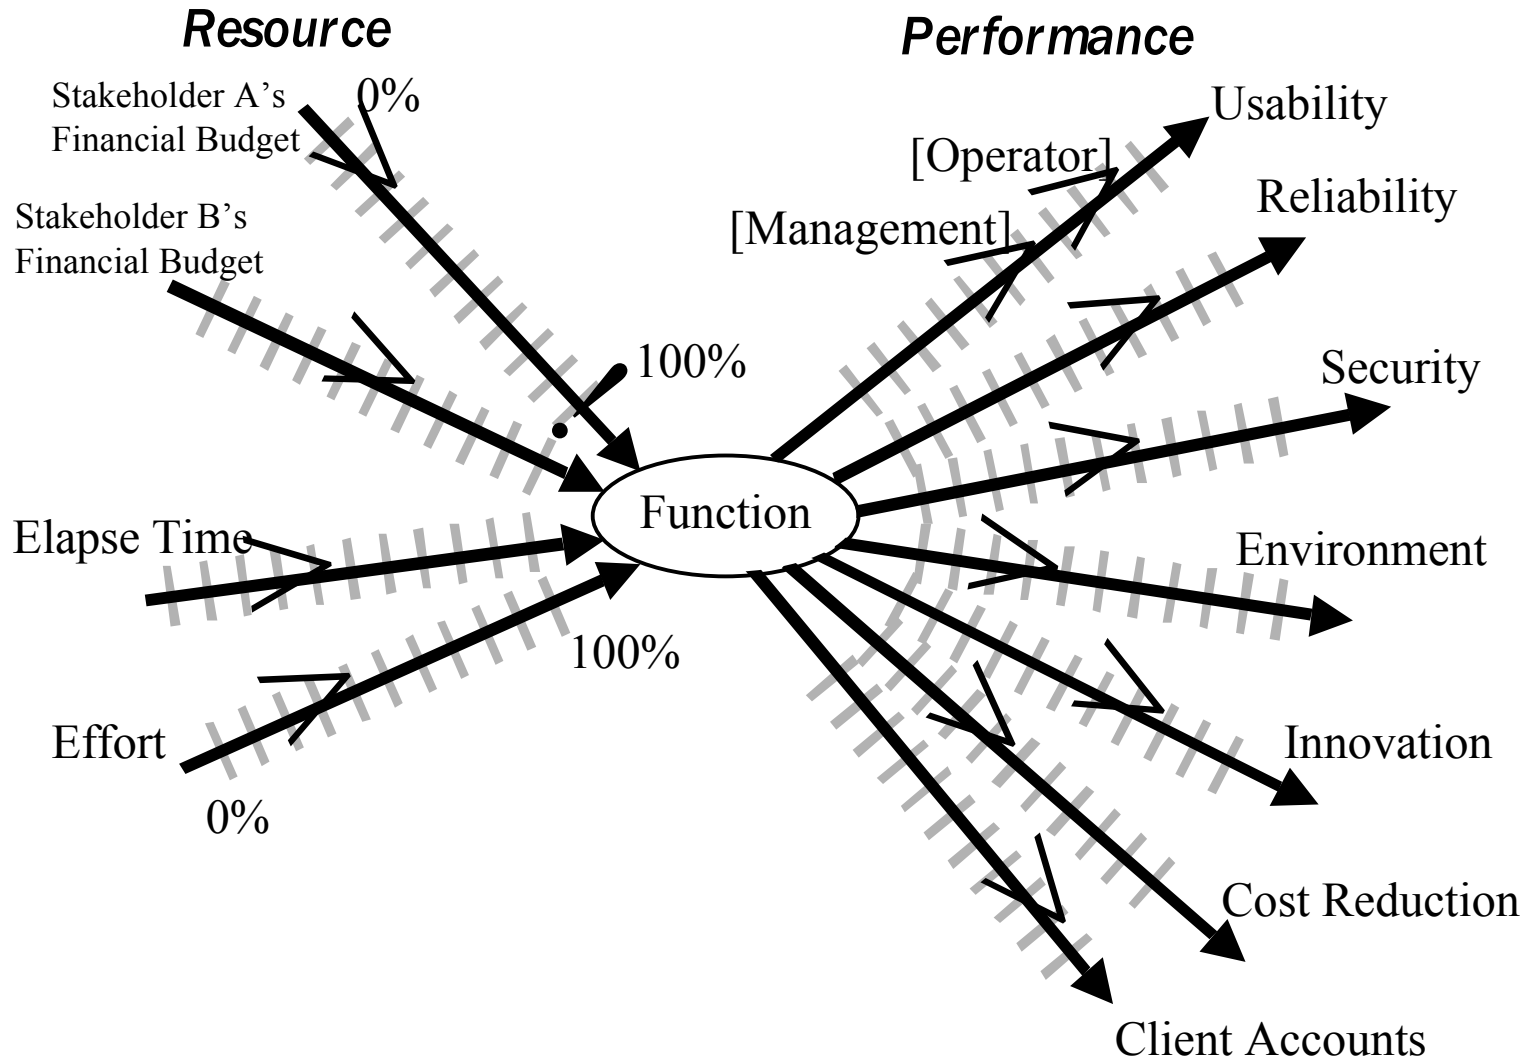 Resource
Performance
Stakeholder A's
Financial Budget
0%
Usability
[Operator]
Reliability
Stakeholder B's
Financial Budget
[Management]
100%
Security
Function
Elapse Time
Environment
100%
Effort
Innovation
0%
Cost Reduction
Client Accounts